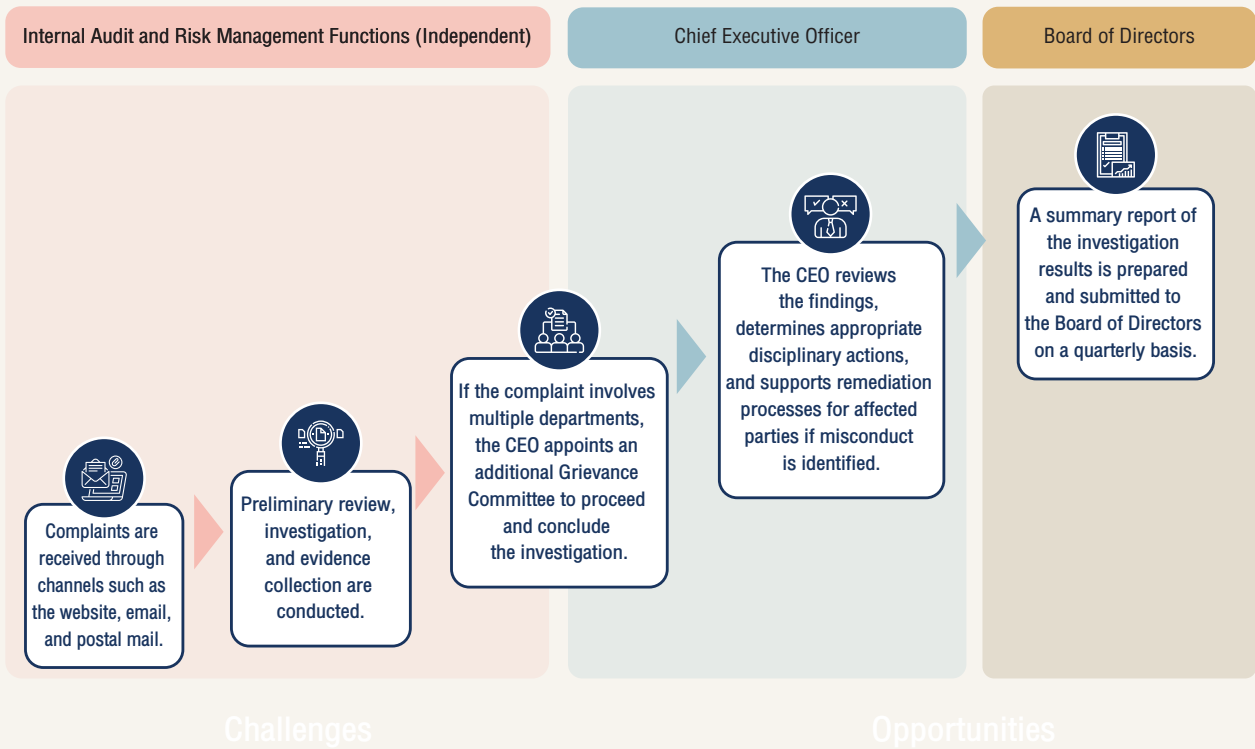 Internal Audit and Risk Management Functions (Independent)
Chief Executive Officer
Board of Directors
Complaints are
received through
channels such as
the website, email,
and postal mail.
Preliminary review,
investigation,
and evidence
collection are
conducted.
If the complaint involves
multiple departments,
the CEO appoints an
additional Grievance
Committee to proceed
and conclude
the investigation.
The CEO reviews
the findings,
determines appropriate
disciplinary actions,
and supports remediation
processes for affected
parties if misconduct
is identified.
A summary report of
the investigation
results is prepared
and submitted to
the Board of Directors
on a quarterly basis.
Challenges
Opportunities